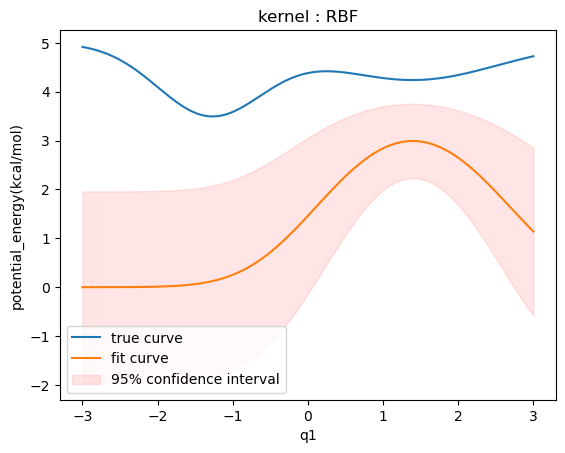 kernel : RBF
potential_energy(kcal/mol)
5
4
3
2
1
0
−1
−2
true curve
fit curve
95% confidence interval
−3 −2 −1 0 1 2 3
q1